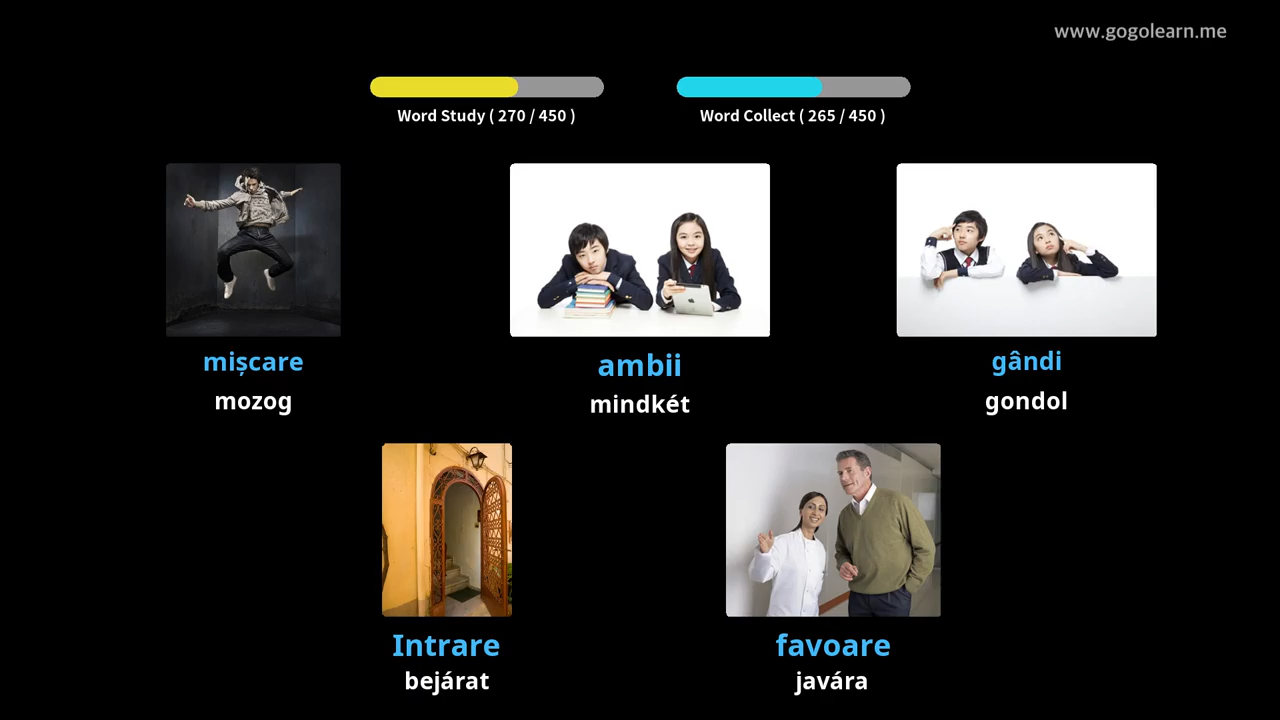 www.gogolearn.me
Word Study ( 270 / 450 )
Word Collect ( 265 / 450 )
mișcare
mozog
ambii
mindkét
gândi
gondol
Intrare
bejárat
favoare
javára